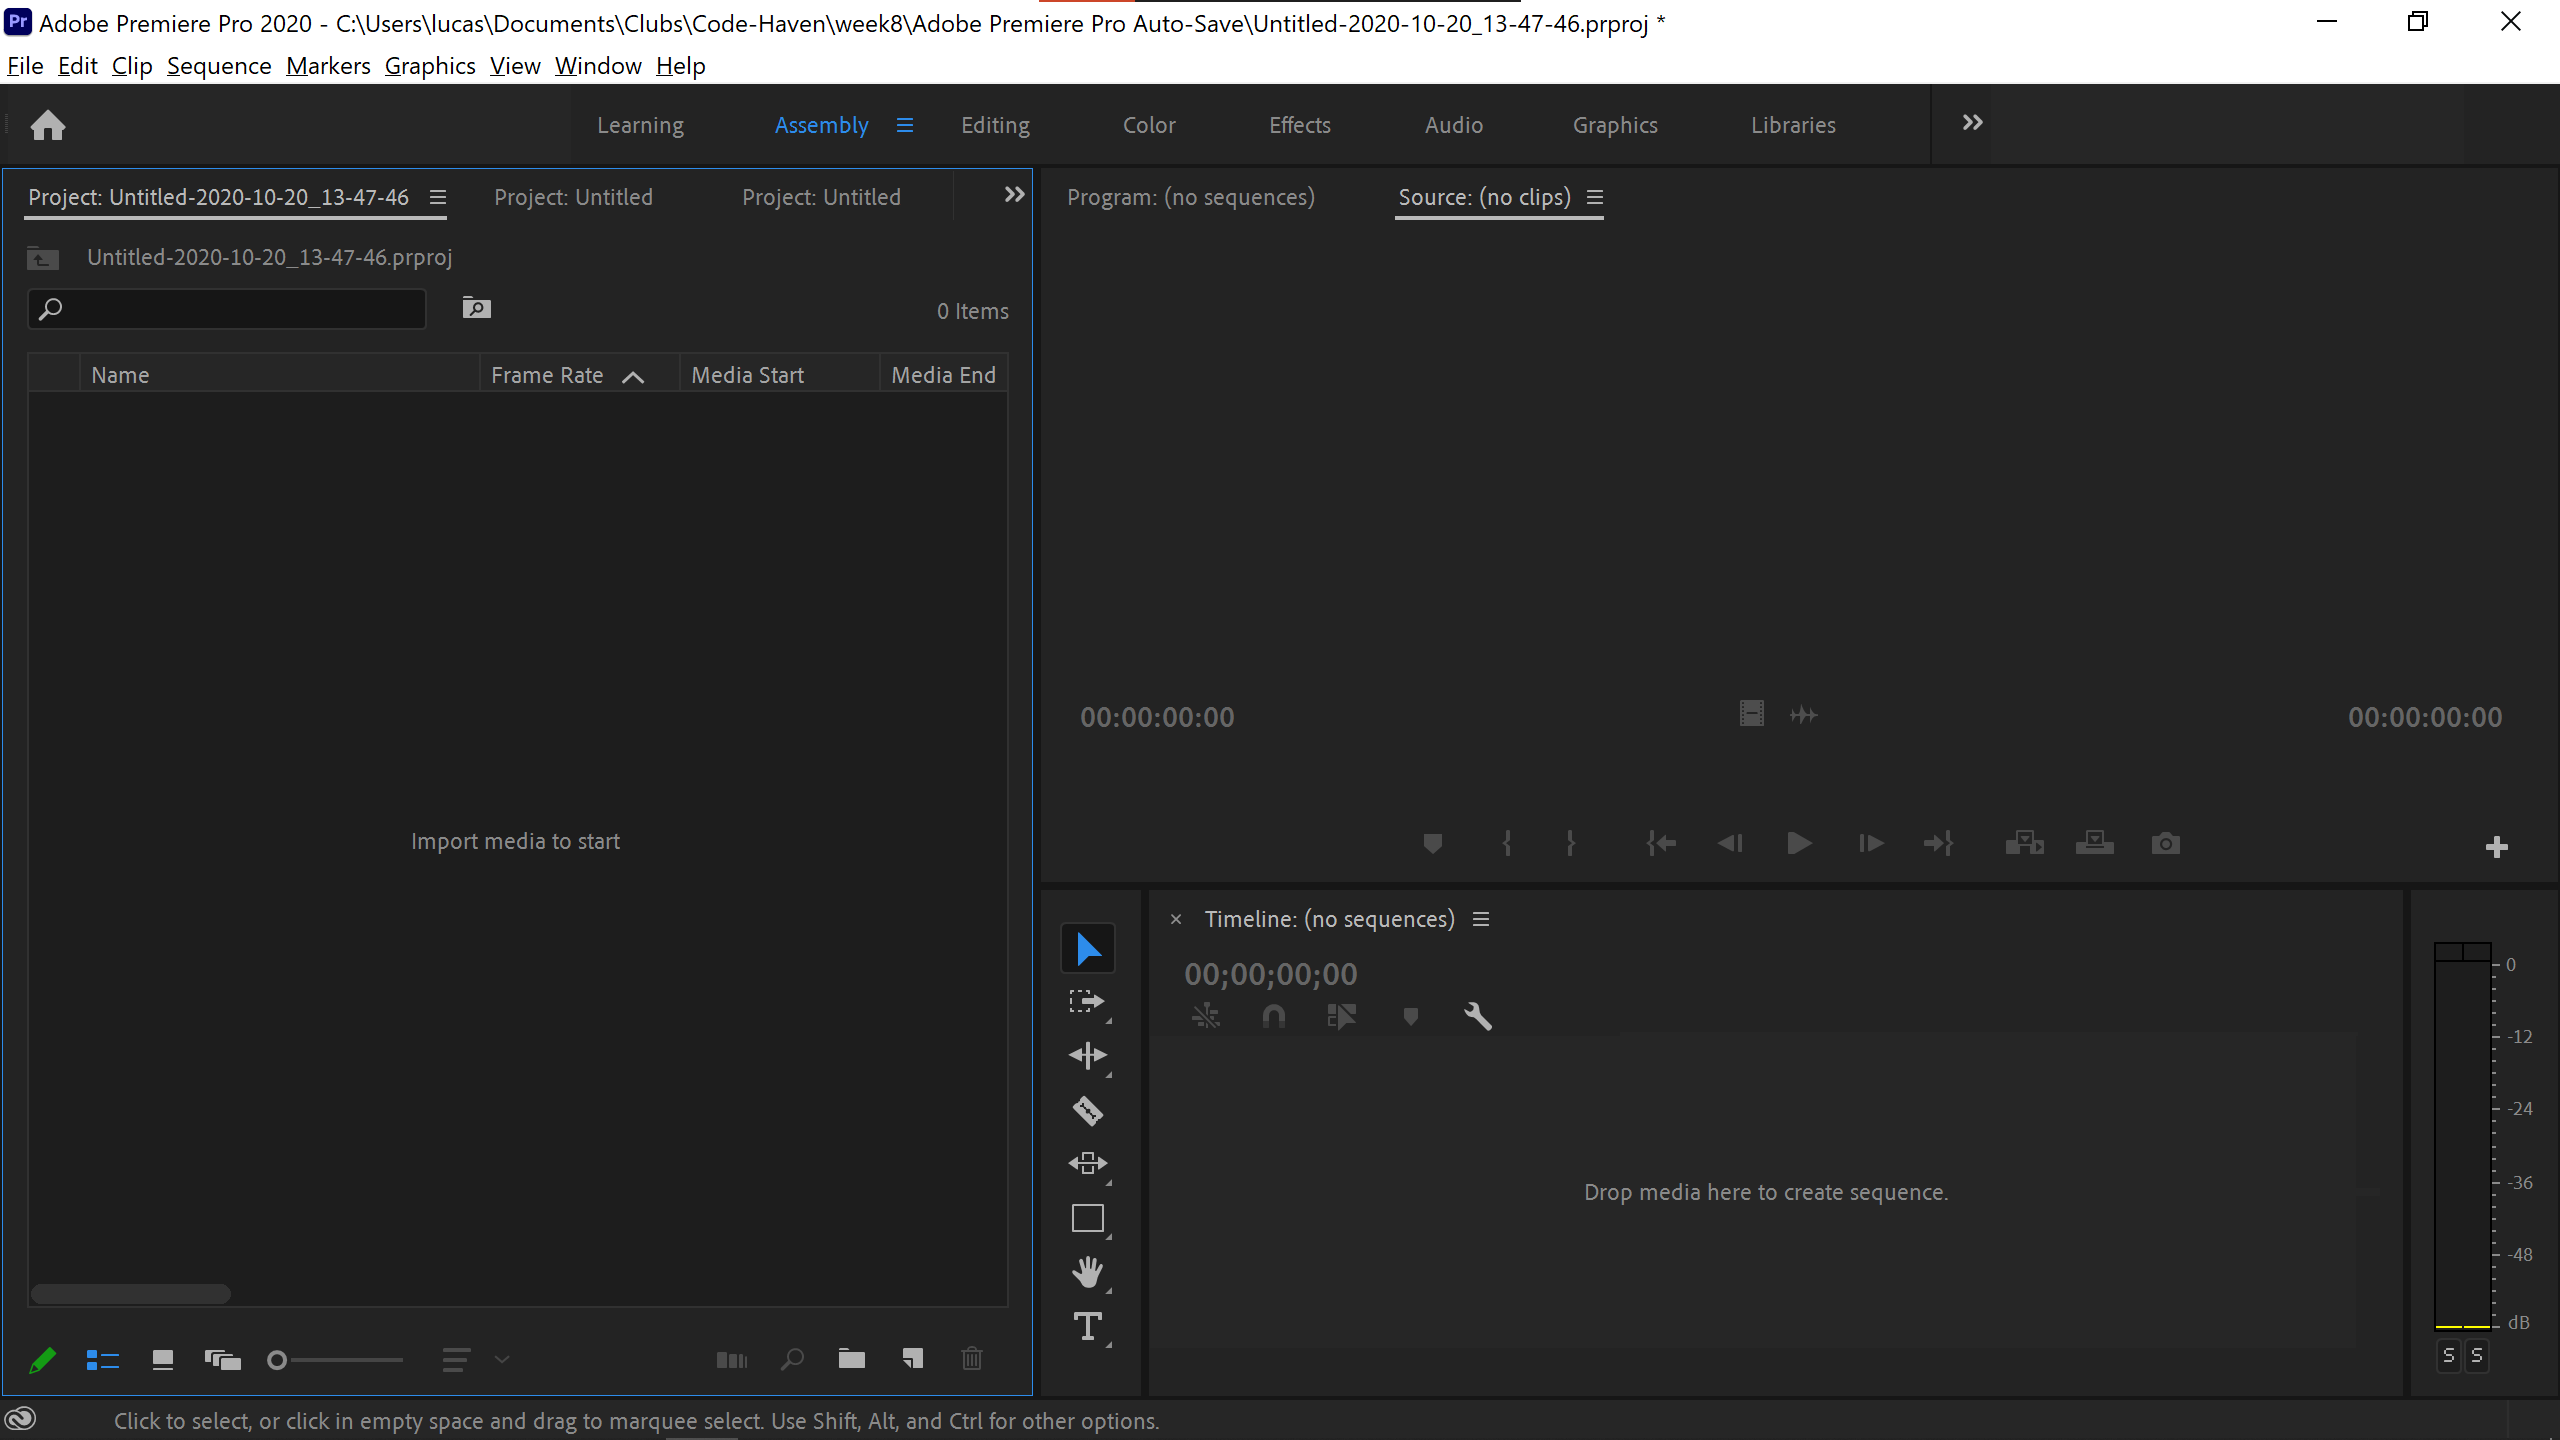 Pr Adobe Premiere Pro 2020 - C:\Users\lucas\Documents\Clubs\Code-Haven\week8\Adobe Premiere Pro Auto-Save\Untitled-2020-10-20_13-47-46.prproj *
File Edit Clip Sequence Markers Graphics View Window Help
Learning Assembly Editing Color Effects Audio Graphics Libraries
Project: Untitled-2020-10-20_13-47-46 Project: Untitled Project: Untitled
Untitled-2020-10-20_13-47-46.prproj
0 Items
Name Frame Rate Media Start Media End
Import media to start
Program: (no sequences) Source: (no clips)
00:00:00:00 00:00:00:00
Timeline: (no sequences)
00;00;00;00
Drop media here to create sequence.
0
-12
-24
-36
-48
dB
S S
Click to select, or click in empty space and drag to marquee select. Use Shift, Alt, and Ctrl for other options.